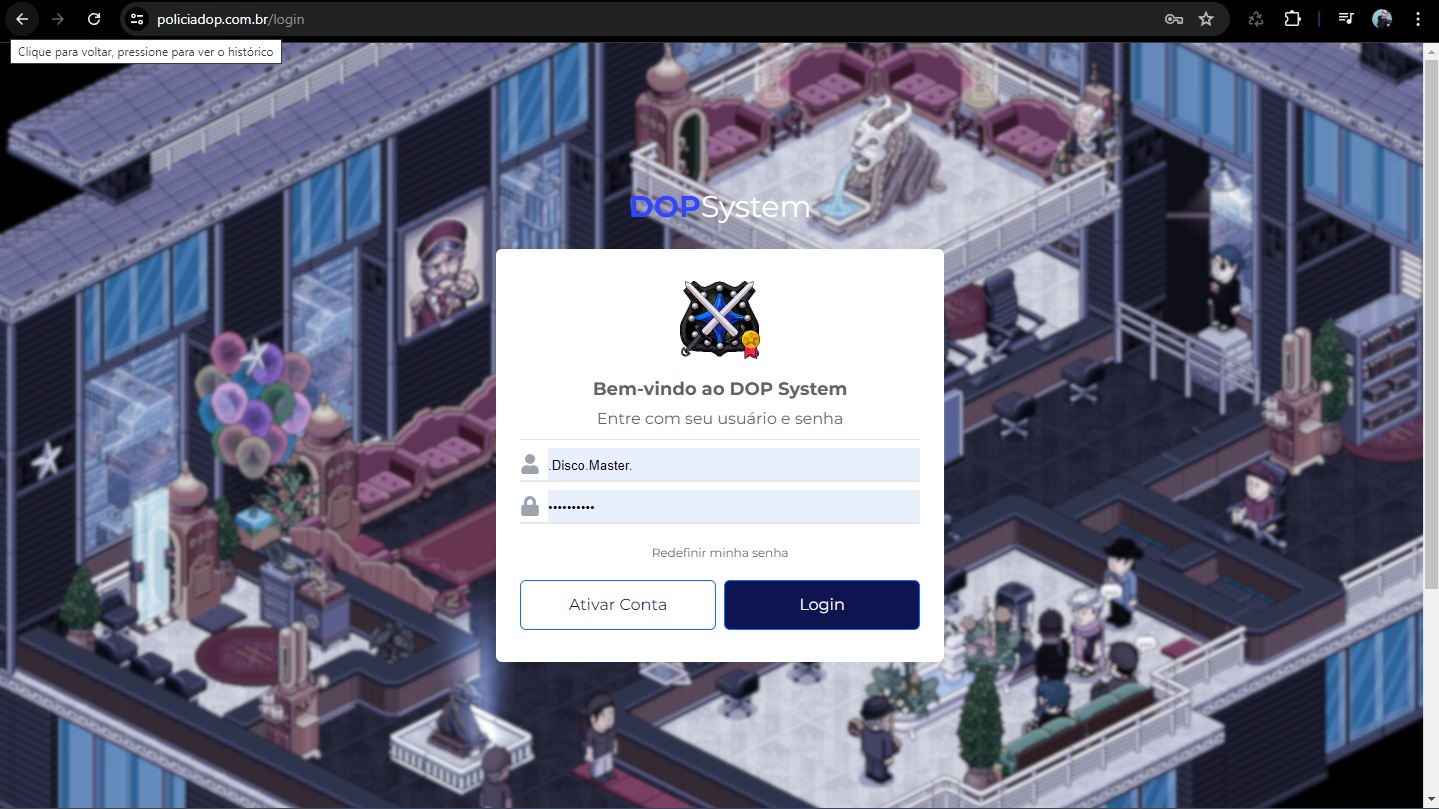 policiadop.com.br/login
Clique para voltar, pressione para ver o histórico
DOPSystem
Bem-vindo ao DOP System
Entre com seu usuário e senha
.Disco.Master.
••••••••••
Redefinir minha senha
Ativar Conta
Login